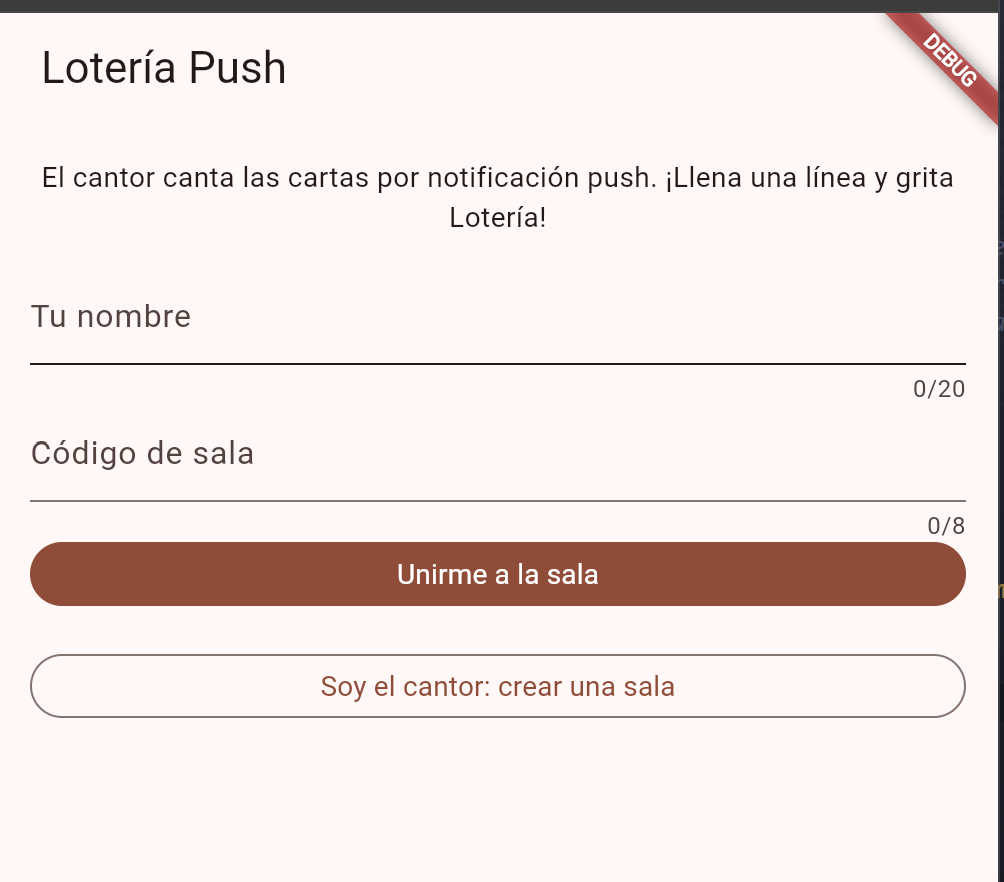 Lotería Push
DEBUG
El cantor canta las cartas por notificación push. ¡Llena una línea y grita
Lotería!
Tu nombre
0/20
Código de sala
0/8
Unirme a la sala
Soy el cantor: crear una sala